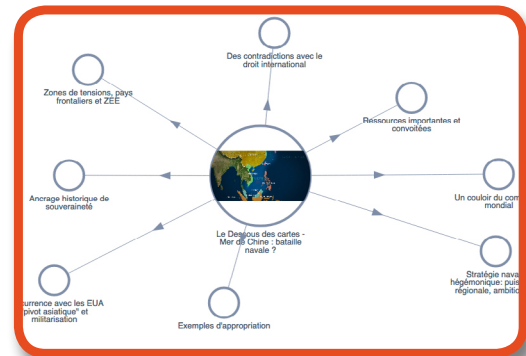 Des contradictions avec le
droit international
Zones de tensions, pays
frontaliers et ZEE
Ressources importantes et
convoitées
Ancrage historique de
souveraineté
Un couloir du com
mondial
Le Dessous des cartes -
Mer de Chine : bataille
navale ?
Stratégie nava
hégémonique: puis
régionale, ambitio
urrence avec les EUA
"pivot asiatique" et
militarisation
Exemples d'appropriation